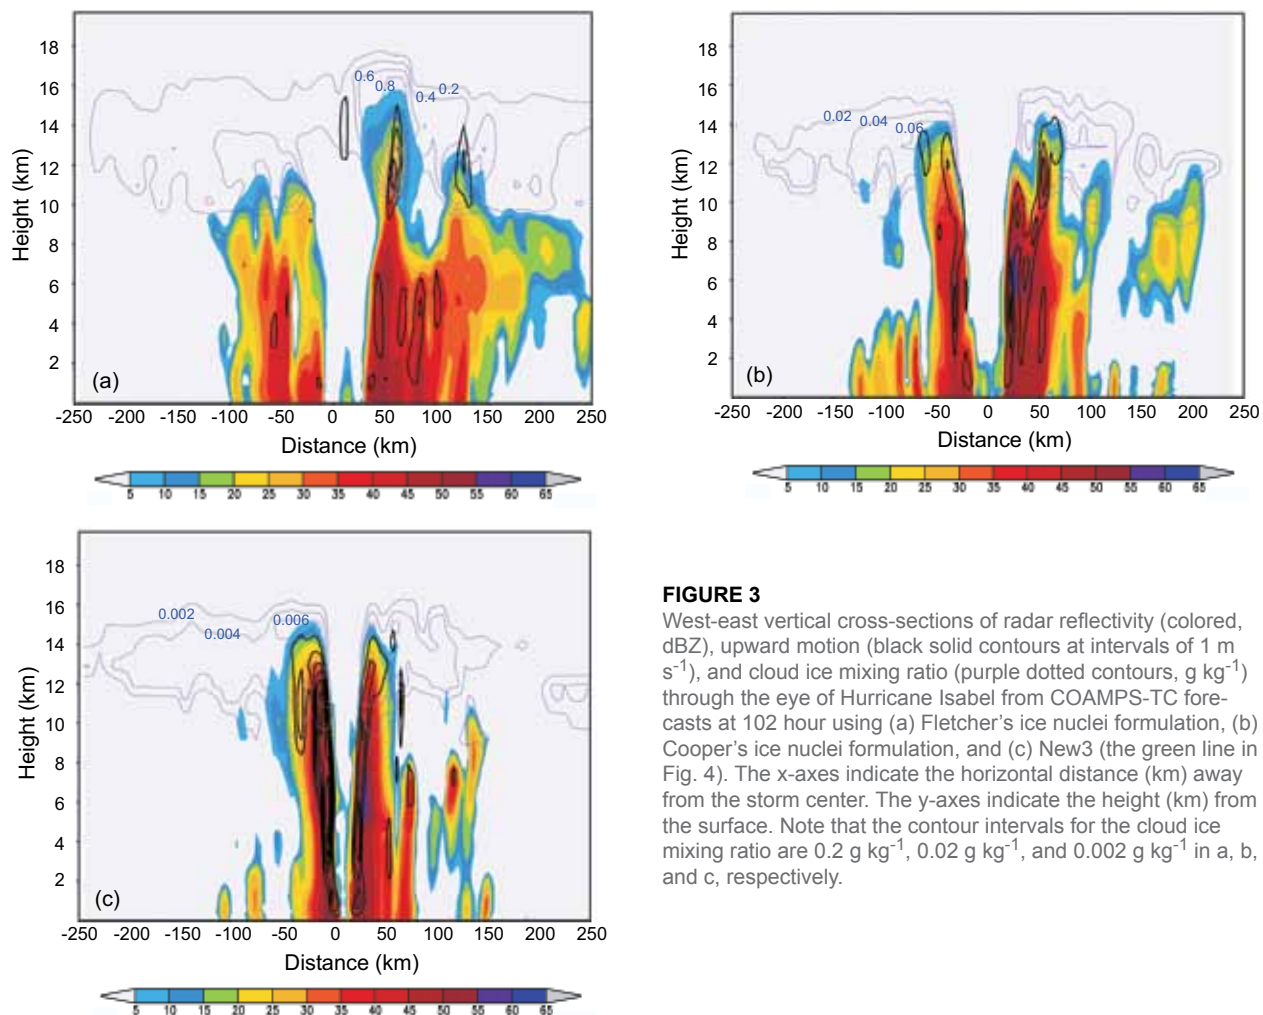 18
16
14
12
10
8
6
4
2
Height (km)
0.6
0.8
0.4
0.2
(a)
-250 -200 -150 -100 -50 0 50 100 150 200 250
Distance (km)
5 10 15 20 25 30 35 40 45 50 55 60 65
18
16
14
12
10
8
6
4
2
Height (km)
0.02
0.04
0.06
(b)
-250 -200 -150 -100 -50 0 50 100 150 200 250
Distance (km)
5 10 15 20 25 30 35 40 45 50 55 60 65
18
16
14
12
10
8
6
4
2
Height (km)
0.002
0.004
0.006
(c)
-250 -200 -150 -100 -50 0 50 100 150 200 250
Distance (km)
5 10 15 20 25 30 35 40 45 50 55 60 65
FIGURE 3
West-east vertical cross-sections of radar reflectivity (colored,
dBZ), upward motion (black solid contours at intervals of 1 m
s⁻¹), and cloud ice mixing ratio (purple dotted contours, g kg⁻¹)
through the eye of Hurricane Isabel from COAMPS-TC fore-
casts at 102 hour using (a) Fletcher's ice nuclei formulation, (b)
Cooper's ice nuclei formulation, and (c) New3 (the green line in
Fig. 4). The x-axes indicate the horizontal distance (km) away
from the storm center. The y-axes indicate the height (km) from
the surface. Note that the contour intervals for the cloud ice
mixing ratio are 0.2 g kg⁻¹, 0.02 g kg⁻¹, and 0.002 g kg⁻¹ in a, b,
and c, respectively.